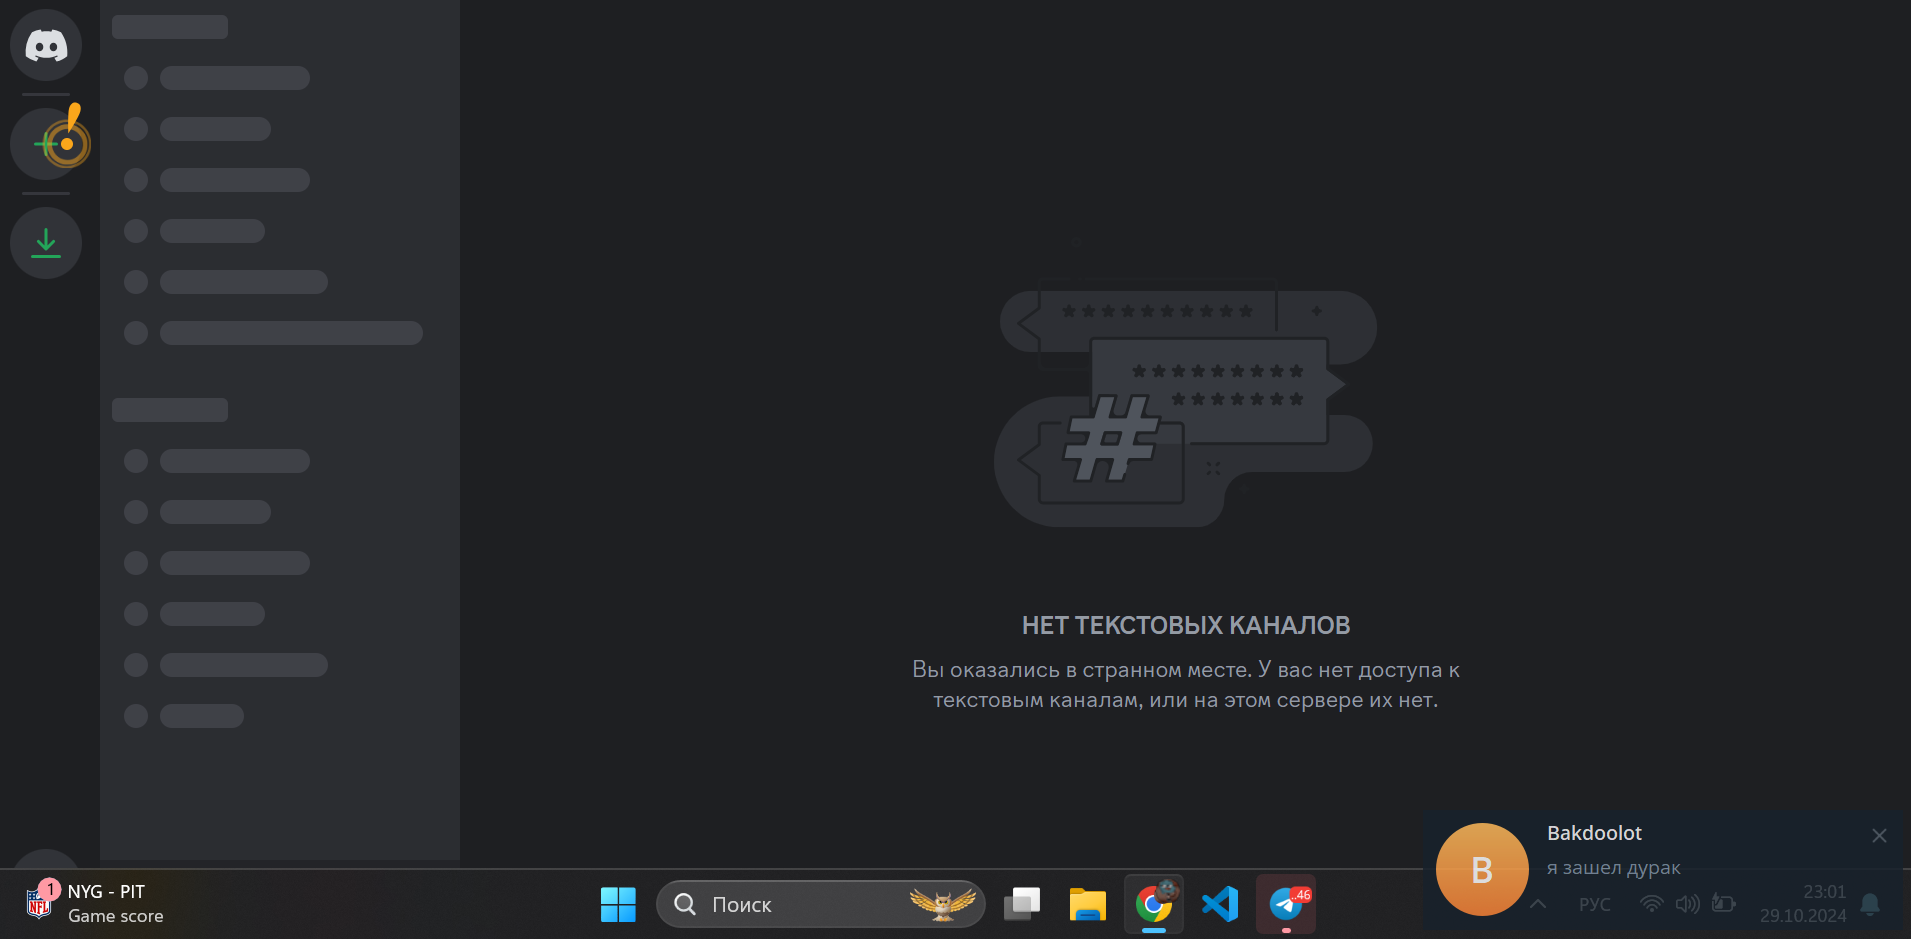 НЕТ ТЕКСТОВЫХ КАНАЛОВ
Вы оказались в странном месте. У вас нет доступа к
текстовым каналам, или на этом сервере их нет.
Bakdoolot
я зашел дурак
B
1
NFL
NYG - PIT
Game score
Поиск
..46
РУС
23:01
29.10.2024